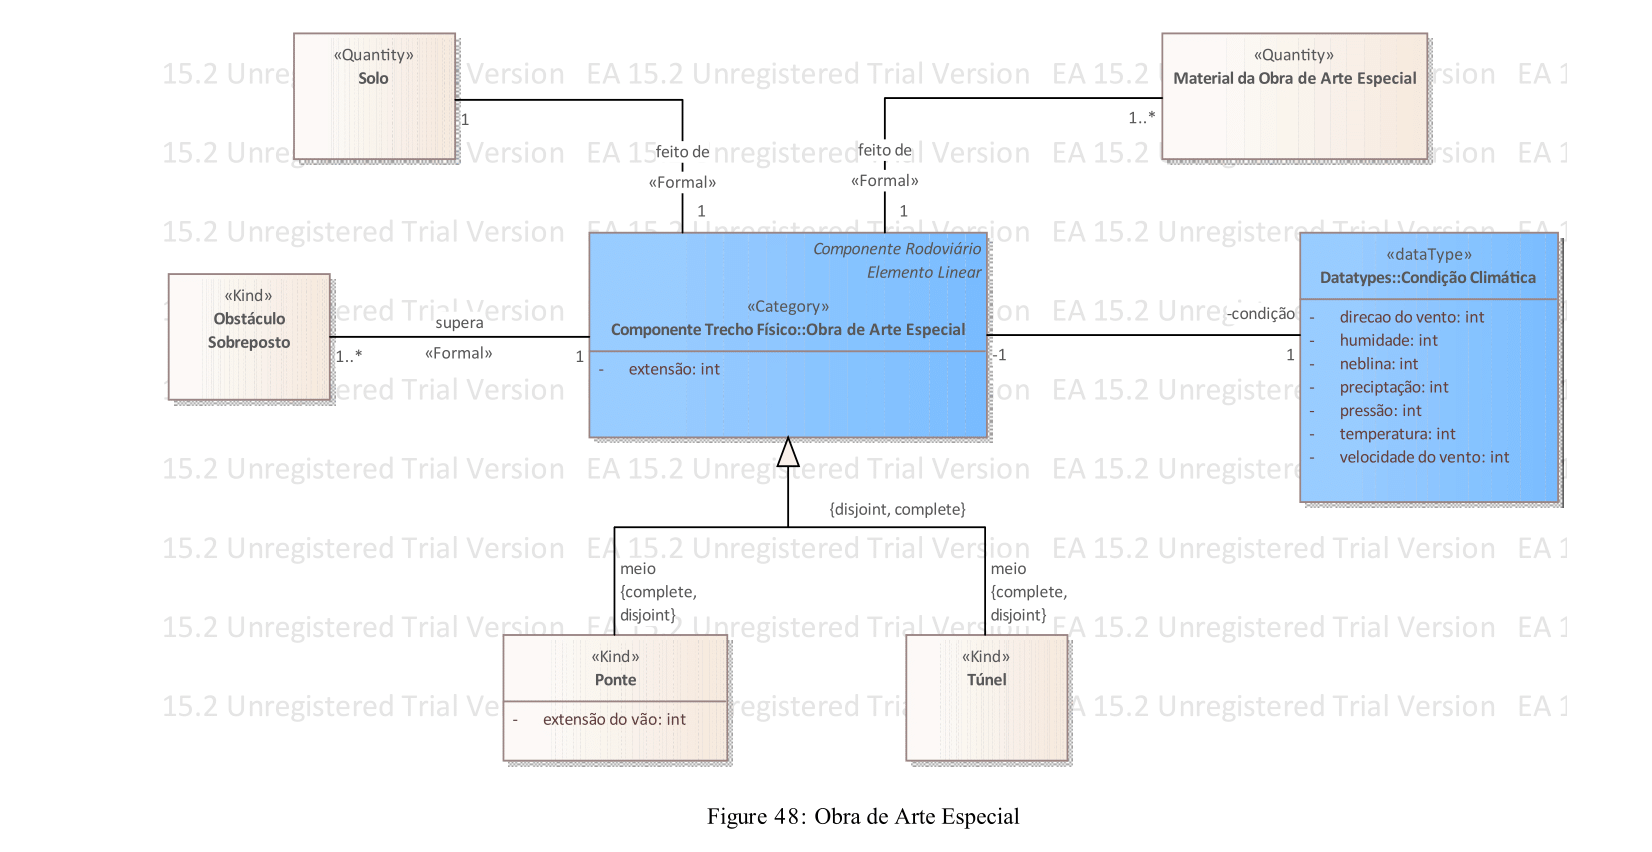 «Quantity»
Solo
1
feito de
«Formal»
1
«Quantity»
Material da Obra de Arte Especial
1..*
feito de
«Formal»
1
Componente Rodoviário
Elemento Linear
«Category»
Componente Trecho Físico::Obra de Arte Especial
- extensão: int
«Kind»
Obstáculo
Sobreposto
supera
«Formal»
1..*
1
-condição
-1
1
«dataType»
Datatypes::Condição Climática
- direcao do vento: int
- humidade: int
- neblina: int
- preciptação: int
- pressão: int
- temperatura: int
- velocidade do vento: int
{disjoint, complete}
meio
{complete,
disjoint}
meio
{complete,
disjoint}
«Kind»
Ponte
- extensão do vão: int
«Kind»
Túnel
EA 15.2 Unregistered Trial Version
Figure 48: Obra de Arte Especial